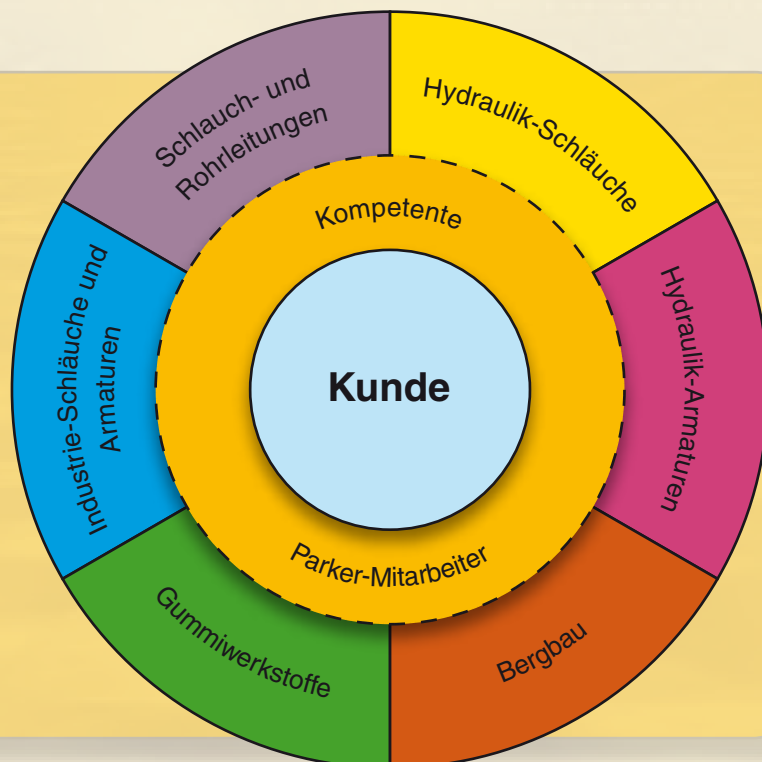 Schlauch- und
Rohrleitungen
Hydraulik-Schläuche
Kompetente
Industrie-Schläuche und
Armaturen
Kunde
Hydraulik-Armaturen
Parker-Mitarbeiter
Gummiwerkstoffe
Bergbau